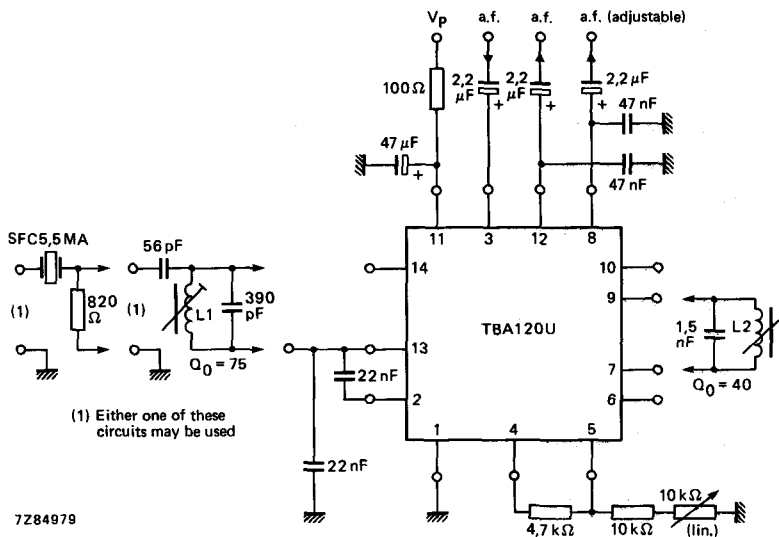 Vp a.f. a.f. a.f. (adjustable)
100Ω 2,2 μF 2,2 μF 2,2 μF
47 nF
47 μF
+ + + +
47 nF
11 3 12 8
SFC5,5MA
56 pF
14 10
9
(1) 820 Ω (1) L1 390 pF
TBA120U
1,5 nF L2
13 7
Q0 = 75
22 nF
Q0 = 40
2 6
(1) Either one of these
circuits may be used
1 4 5
22 nF
10 kΩ
4,7 kΩ 10 kΩ (lin.)
7Z84979